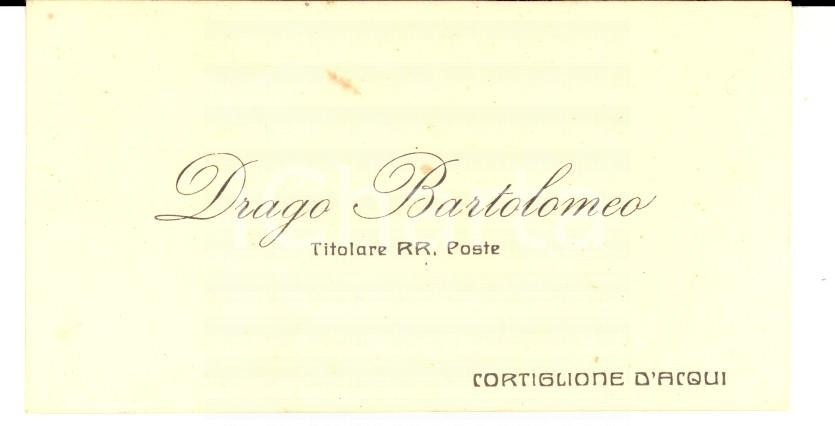 Drago Bartolomeo
Titolare RR. Poste
CORTIGLIONE D'ACQUI